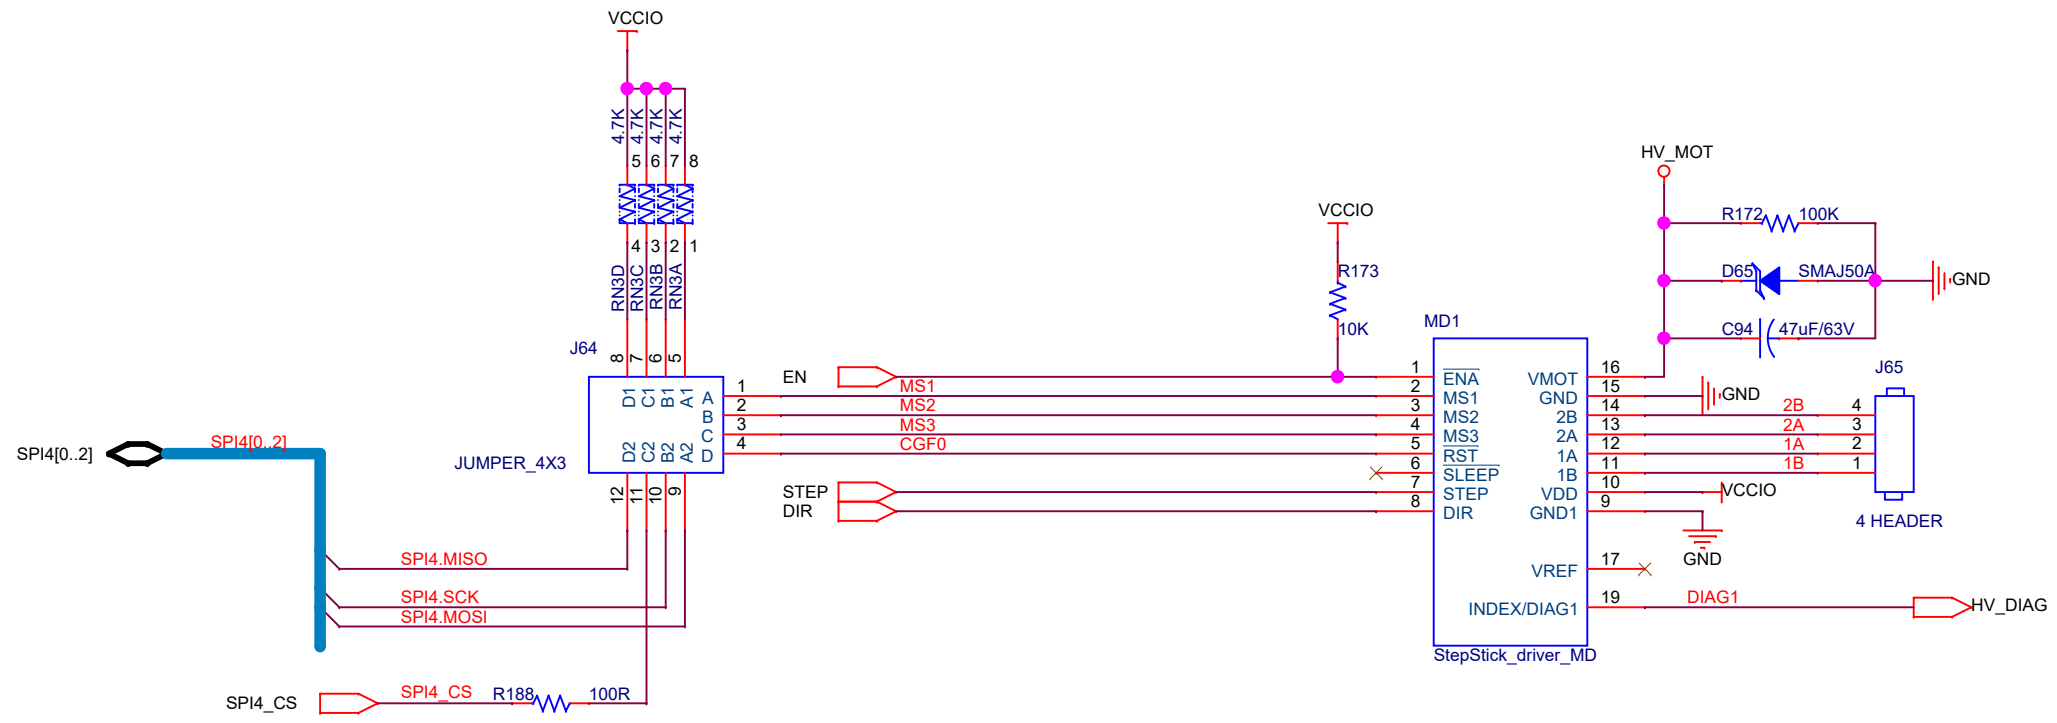 VCCIO
4.7K 4.7K 4.7K 4.7K
5 6 7 8
4 3 2 1
RN3D RN3C RN3B RN3A
J64
8 7 6 5
D1 C1 B1 A1
D2 C2 B2 A2
A 1
B 2
C 3
D 4
JUMPER_4X3
12 11 10 9
SPI4[0..2]
SPI4[0..2]
SPI4.MISO
SPI4.SCK
SPI4.MOSI
SPI4_CS
SPI4_CS
R188 100R
EN
MS1
MS2
MS3
CGF0
STEP
DIR
VCCIO
R173
10K
MD1
1 ENA
2 MS1
3 MS2
4 MS3
5 RST
6 SLEEP
7 STEP
8 DIR
VMOT 16
GND 15
2B 14
2A 13
1A 12
1B 11
VDD 10
GND1 9
VREF 17
INDEX/DIAG1 19
StepStick_driver_MD
HV_MOT
R172 100K
D65 SMAJ50A
GND
C94 47uF/63V
GND
J65
2B 4
2A 3
1A 2
1B 1
VCCIO
4 HEADER
GND
DIAG1
HV_DIAG